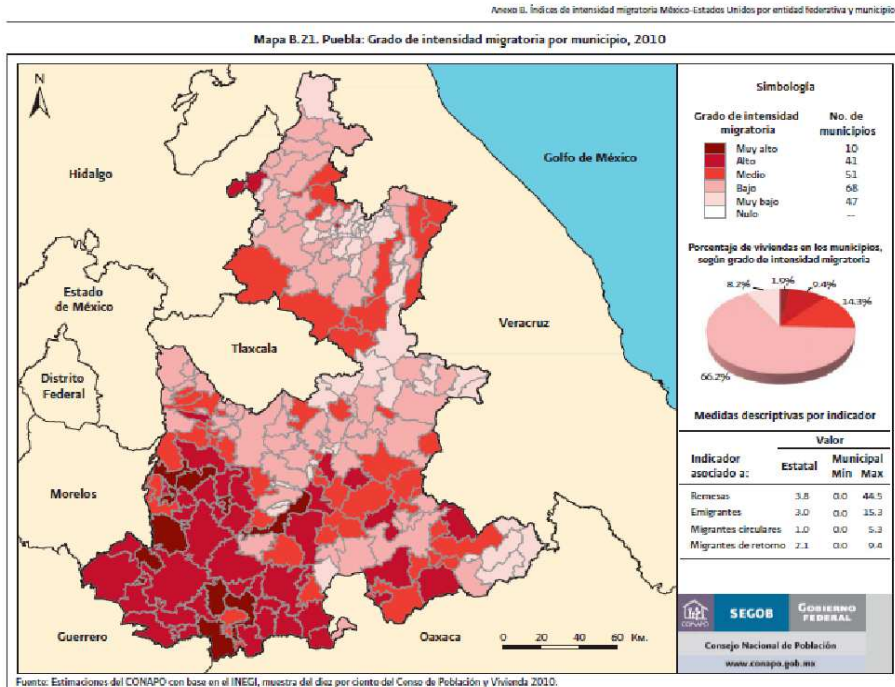 Anexo B. Índices de intensidad migratoria México-Estados Unidos por entidad federativa y municipio
Mapa B.21. Puebla: Grado de intensidad migratoria por municipio, 2010
N
Hidalgo
Golfo de México
Estado
de México
Tlaxcala
Veracruz
Distrito
Federal
Morelos
Guerrero
Oaxaca
0 20 40 60 Km.
Simbología
Grado de intensidad migratoria No. de municipios
Muy alto 10
Alto 41
Medio 51
Bajo 68
Muy bajo 47
Nulo --
Porcentaje de viviendas en los municipios,
según grado de intensidad migratoria
8.2% 1.9% 9.4%
14.3%
66.2%
Medidas descriptivas por indicador
Valor
Indicador asociado a: Estatal Municipal Mín Max
Remesas 3.8 0.0 44.5
Emigrantes 3.0 0.0 15.3
Migrantes circulares 1.0 0.0 5.3
Migrantes de retorno 2.1 0.0 9.4
CONAPO
SEGOB
GOBIERNO
FEDERAL
Consejo Nacional de Población
www.conapo.gob.mx
Fuente: Estimaciones del CONAPO con base en el INEGI, muestra del diez por ciento del Censo de Población y Vivienda 2010.